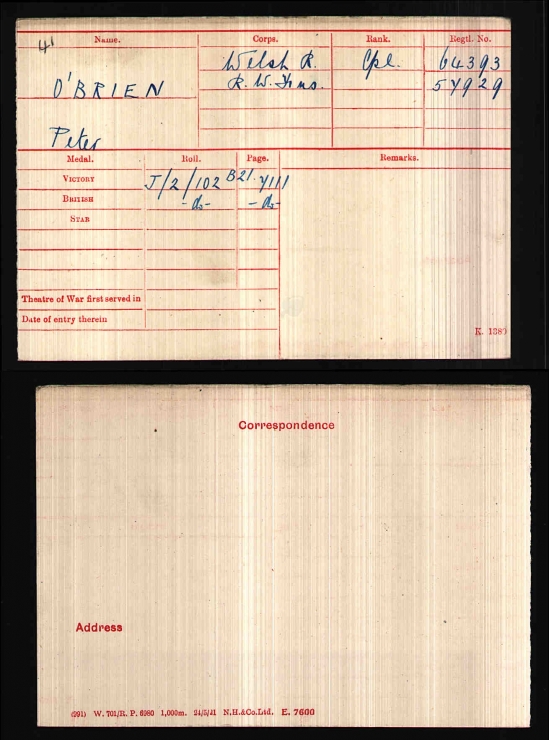 Name. Corps. Rank. Regtl. No.
41
Welsh R. Cpl. 64393
O'BRIEN R. W. Fus. 57929
Peter
Medal. Roll. Page. Remarks.
VICTORY J/2/102 B21. 7111
BRITISH -do- -do-
STAR
Theatre of War first served in
Date of entry therein
K. 1380
Correspondence
Address
(991) W. 701/R. P. 6980 1,000m. 24/5/21 N.H.&Co.Ltd. E. 7600